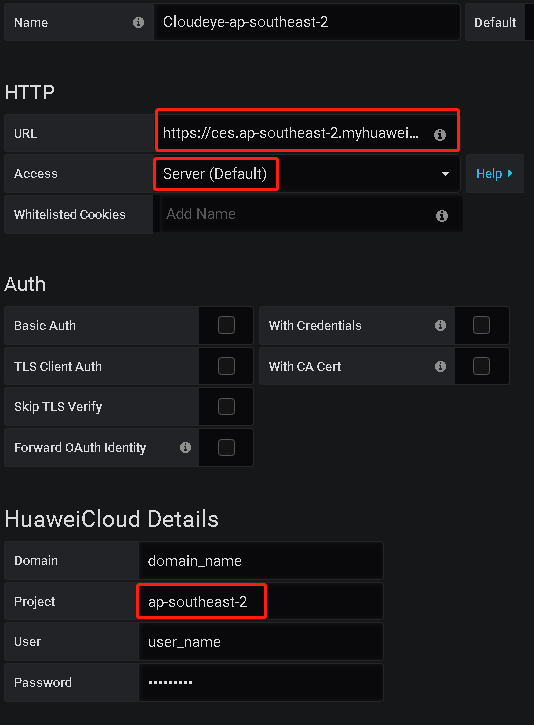 Name Cloudeye-ap-southeast-2 Default
HTTP
URL https://ces.ap-southeast-2.myhuawei...
Access Server (Default) Help
Whitelisted Cookies Add Name
Auth
Basic Auth With Credentials
TLS Client Auth With CA Cert
Skip TLS Verify
Forward OAuth Identity
HuaweiCloud Details
Domain domain_name
Project ap-southeast-2
User user_name
Password •••••••••